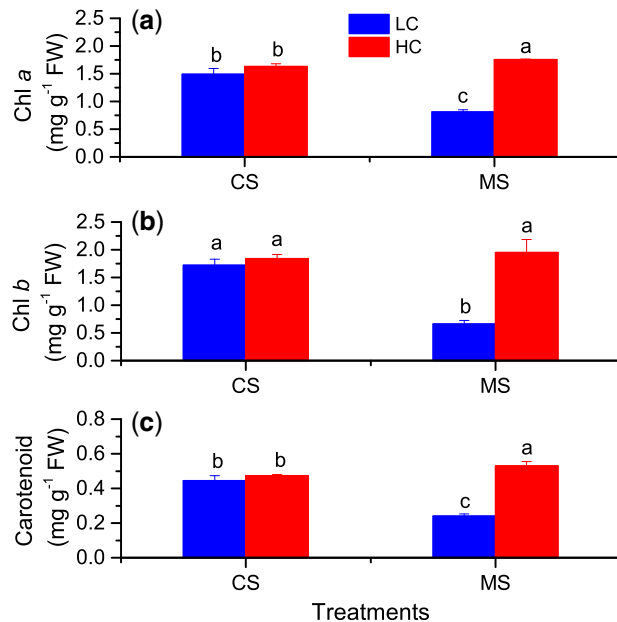 (a)
LC
HC
Chl a
(mg g⁻¹ FW)
2.5
2.0
1.5
1.0
0.5
0.0
b
b
c
a
CS
MS
(b)
Chl b
(mg g⁻¹ FW)
2.5
2.0
1.5
1.0
0.5
0.0
a
a
b
a
CS
MS
(c)
Carotenoid
(mg g⁻¹ FW)
0.8
0.6
0.4
0.2
0.0
b
b
c
a
CS
MS
Treatments